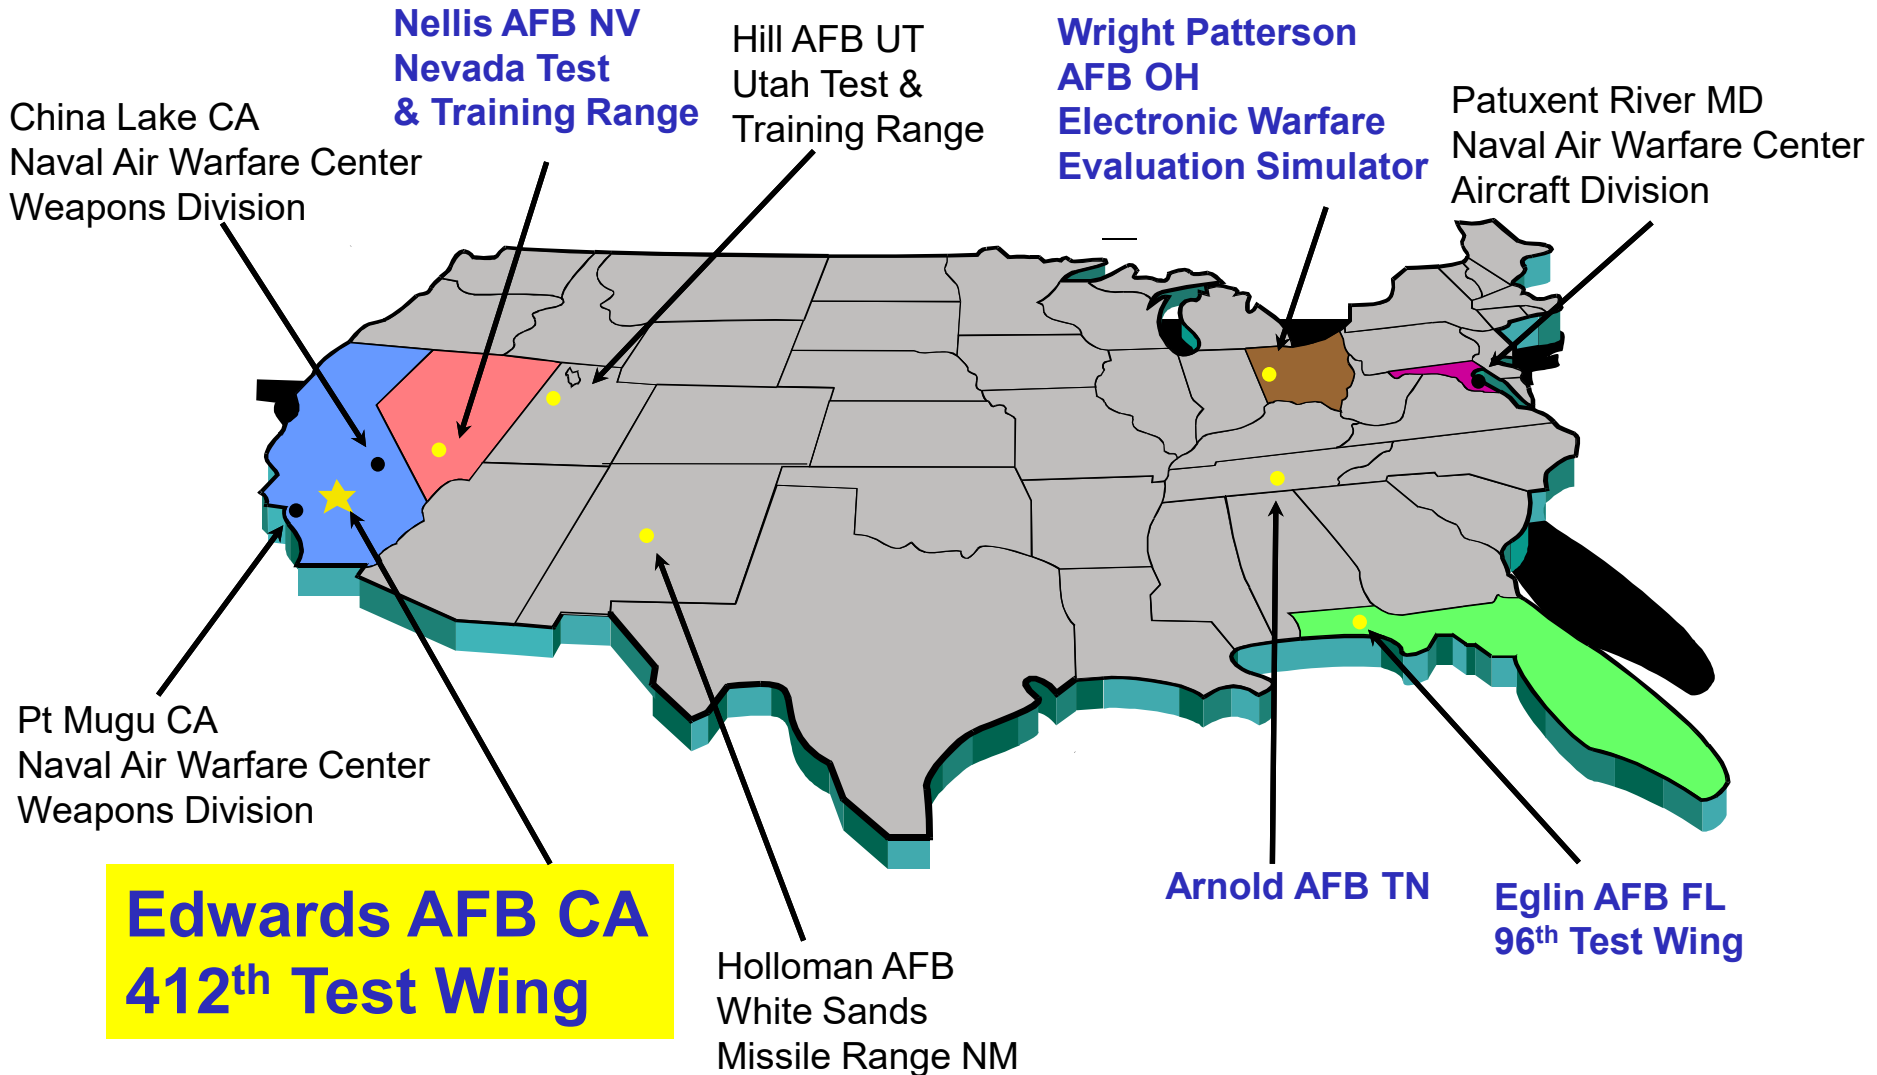 Nellis AFB NV
Nevada Test
& Training Range
Hill AFB UT
Utah Test &
Training Range
Wright Patterson
AFB OH
Electronic Warfare
Evaluation Simulator
China Lake CA
Naval Air Warfare Center
Weapons Division
Patuxent River MD
Naval Air Warfare Center
Aircraft Division
Pt Mugu CA
Naval Air Warfare Center
Weapons Division
Edwards AFB CA
412th Test Wing
Holloman AFB
White Sands
Missile Range NM
Arnold AFB TN
Eglin AFB FL
96th Test Wing